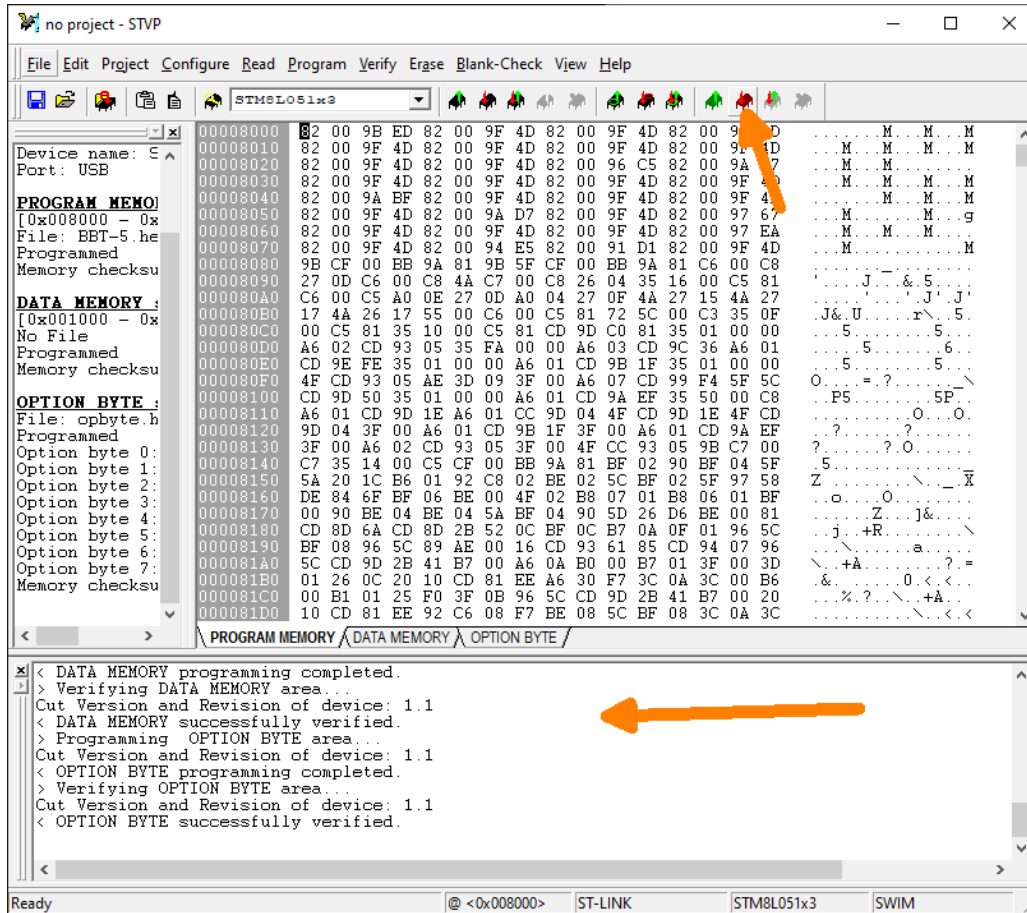 no project - STVP
File Edit Project Configure Read Program Verify Erase Blank-Check View Help
STM8L051x3
Device name: S
Port: USB
PROGRAM MEMO
[0x008000 - 0x
File: BBT-5.he
Programmed
Memory checksu
DATA MEMORY
[0x001000 - 0x
No File
Programmed
Memory checksu
OPTION BYTE
File: opbyte.h
Programmed
Option byte 0:
Option byte 1:
Option byte 2:
Option byte 3:
Option byte 4:
Option byte 5:
Option byte 6:
Option byte 7:
Memory checksu
00008000 82 00 9B ED 82 00 9F 4D 82 00 9F 4D 82 00 ......M...M...M
00008010 82 00 9F 4D 82 00 9F 4D 82 00 9F 4D 82 00 9F 4D ...M...M...M...M
00008020 82 00 9F 4D 82 00 9F 4D 82 00 96 C5 82 00 9A ...M...M........
00008030 82 00 9F 4D 82 00 9F 4D 82 00 9F 4D 82 00 9F ...M...M...M...M
00008040 82 00 9A BF 82 00 9F 4D 82 00 9F 4D 82 00 9F .......M...M...M
00008050 82 00 9F 4D 82 00 9A D7 82 00 9F 4D 82 00 97 67 ...M.......M...g
00008060 82 00 9F 4D 82 00 9F 4D 82 00 9F 4D 82 00 97 EA ...M...M...M....
00008070 82 00 9F 4D 82 00 94 E5 82 00 91 D1 82 00 9F 4D ...M...........M
00008080 9B CF 00 BB 9A 81 9B 5F CF 00 BB 9A 81 C6 00 C8 ......._........
00008090 27 0D C6 00 C8 4A C7 00 C8 26 04 35 16 00 C5 81 '....J...&.5....
000080A0 C6 00 C5 A0 0E 27 0D A0 04 27 0F 4A 27 15 4A 27 .....'...'.J'.J'
000080B0 17 4A 26 17 55 00 C6 00 C5 81 72 5C 00 C3 35 0F .J&.U.....r\..5.
000080C0 00 C5 81 35 10 00 C5 81 CD 9D C0 81 35 01 00 00 ...5........5...
000080D0 A6 02 CD 93 05 35 FA 00 00 A6 03 CD 9C 36 A6 01 .....5.......6..
000080E0 CD 9E FE 35 01 00 00 A6 01 CD 9B 1F 35 01 00 00 ...5........5...
000080F0 4F CD 93 05 AE 3D 09 3F 00 A6 07 CD 99 F4 5F 5C O....=.?......_\
00008100 CD 9D 50 35 01 00 00 A6 01 CD 9A EF 35 50 00 C8 ..P5........5P..
00008110 A6 01 CD 9D 1E A6 01 CC 9D 04 4F CD 9D 1E 4F CD ..........O...O.
00008120 9D 04 3F 00 A6 01 CD 9B 1F 3F 00 A6 01 CD 9A EF ..?......?......
00008130 3F 00 A6 02 CD 93 05 3F 00 4F CC 93 05 9B C7 00 ?......?.O......
00008140 C7 35 14 00 C5 CF 00 BB 9A 81 BF 02 90 BF 04 5F .5............._
00008150 5A 20 1C B6 01 92 C8 02 BE 02 5C BF 02 5F 97 58 Z .........\.._.X
00008160 DE 84 6F BF 06 BE 00 4F 02 B8 07 01 B8 06 01 BF ..o....O........
00008170 00 90 BE 04 BE 04 5A BF 04 90 5D 26 D6 BE 00 81 ......Z...]&....
00008180 CD 8D 6A CD 8D 2B 52 0C BF 0C B7 0A 0F 01 96 5C ..j..+R........\
00008190 BF 08 96 5C 89 AE 00 16 CD 93 61 85 CD 94 07 96 ...\......a.....
000081A0 5C CD 9D 2B 41 B7 00 A6 0A B0 00 B7 01 3F 00 3D \..+A........?.=
000081B0 01 26 0C 20 10 CD 81 EE A6 30 F7 3C 0A 3C 00 B6 .&. .....0.<.<..
000081C0 00 B1 01 25 F0 3F 0B 96 5C CD 9D 2B 41 B7 00 20 ...%.?..\..+A..
000081D0 10 CD 81 EE 92 C6 08 F7 BE 08 5C BF 08 3C 0A 3C ..........\..<.<
PROGRAM MEMORY DATA MEMORY OPTION BYTE
< DATA MEMORY programming completed.
> Verifying DATA MEMORY area...
Cut Version and Revision of device: 1.1
< DATA MEMORY successfully verified.
> Programming  OPTION BYTE area...
Cut Version and Revision of device: 1.1
< OPTION BYTE programming completed.
> Verifying OPTION BYTE area...
Cut Version and Revision of device: 1.1
< OPTION BYTE successfully verified.
Ready @ <0x008000> ST-LINK STM8L051x3 SWIM